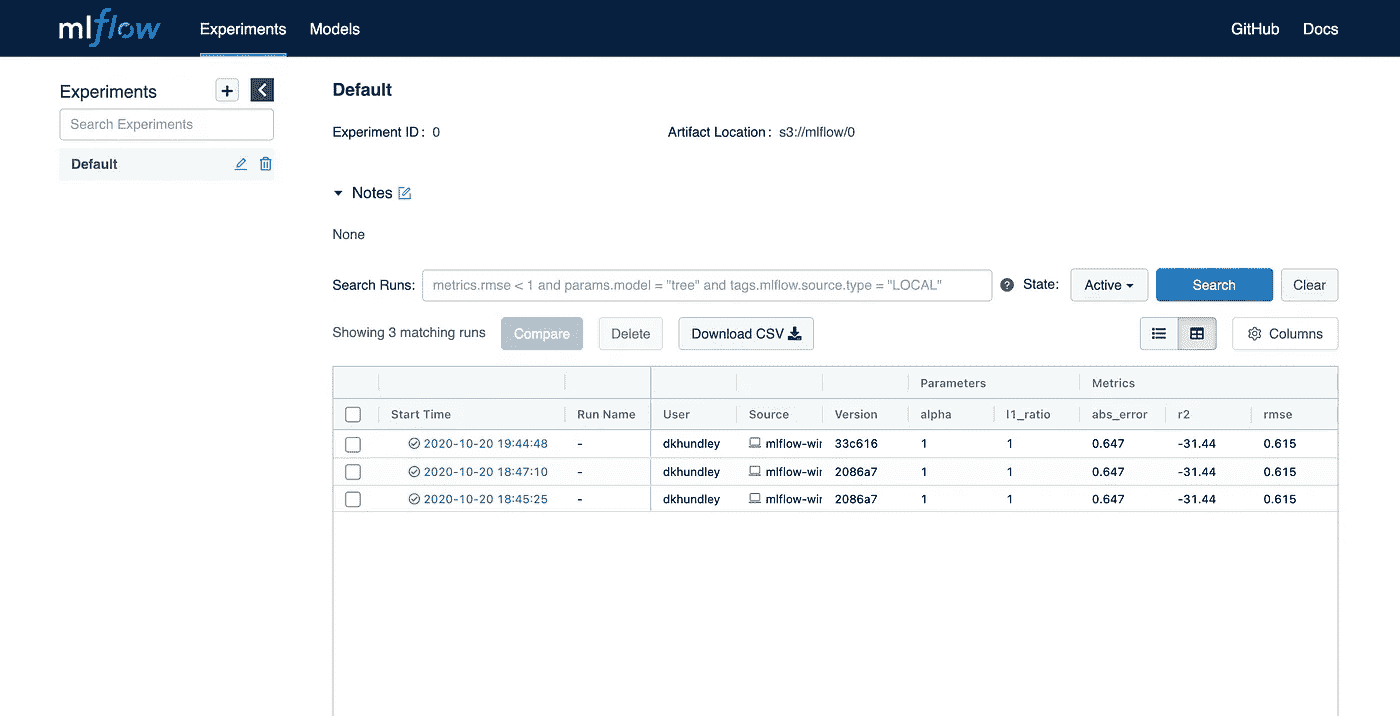 mlflow Experiments Models GitHub Docs
Experiments
Search Experiments
Default
Default
Experiment ID: 0 Artifact Location: s3://mlflow/0
Notes
None
Search Runs: metrics.rmse < 1 and params.model = "tree" and tags.mlflow.source.type = "LOCAL" State: Active Search Clear
Showing 3 matching runs Compare Delete Download CSV Columns
Parameters Metrics
Start Time Run Name User Source Version alpha l1_ratio abs_error r2 rmse
2020-10-20 19:44:48 - dkhundley mlflow-wir 33c616 1 1 0.647 -31.44 0.615
2020-10-20 18:47:10 - dkhundley mlflow-wir 2086a7 1 1 0.647 -31.44 0.615
2020-10-20 18:45:25 - dkhundley mlflow-wir 2086a7 1 1 0.647 -31.44 0.615